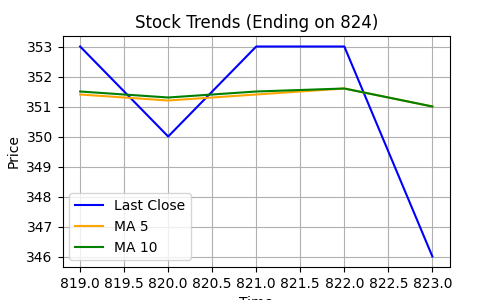 Stock Trends (Ending on 824)
Price
353
352
351
350
349
348
347
346
Last Close
MA 5
MA 10
819.0 819.5 820.0 820.5 821.0 821.5 822.0 822.5 823.0
Time